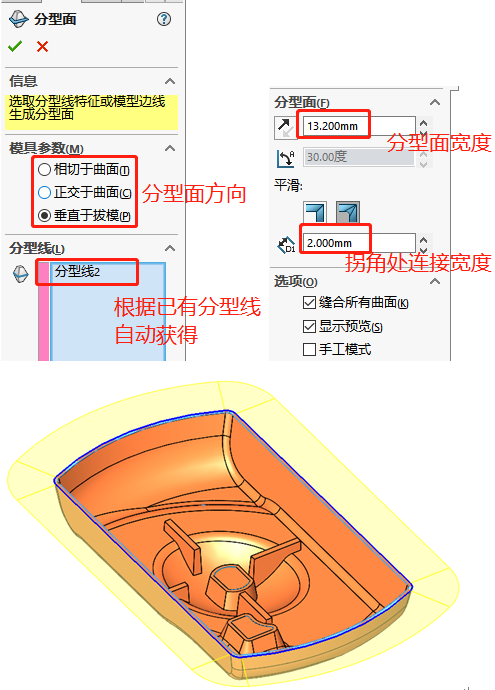 分型面
信息
选取分型线特征或模型边线
生成分型面
模具参数(M)
相切于曲面(T)
正交于曲面(C)
垂直于拔模(P)
分型面方向
分型线(L)
分型线2
根据已有分型线
自动获得
分型面(F)
13.200mm
分型面宽度
A
30.00度
平滑:
D1
2.000mm
拐角处连接宽度
选项(O)
缝合所有曲面(K)
显示预览(S)
手工模式